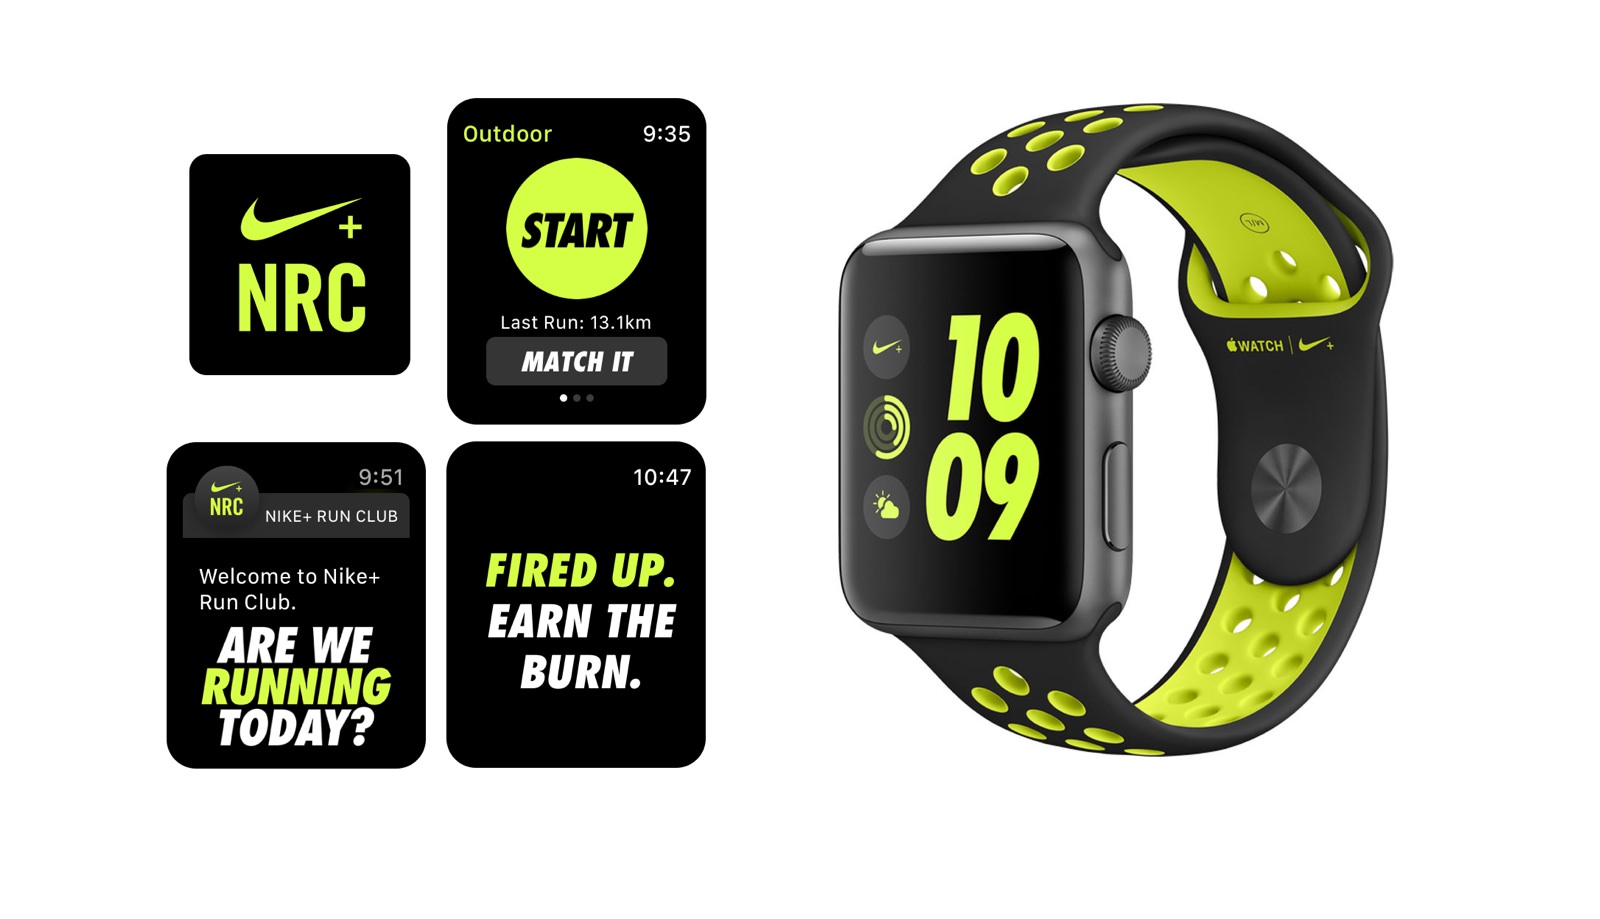 NRC
Outdoor 9:35
START
Last Run: 13.1km
MATCH IT
9:51
NRC
NIKE+ RUN CLUB
Welcome to Nike+
Run Club.
ARE WE
RUNNING
TODAY?
10:47
FIRED UP.
EARN THE
BURN.
10
09
M/L
WATCH